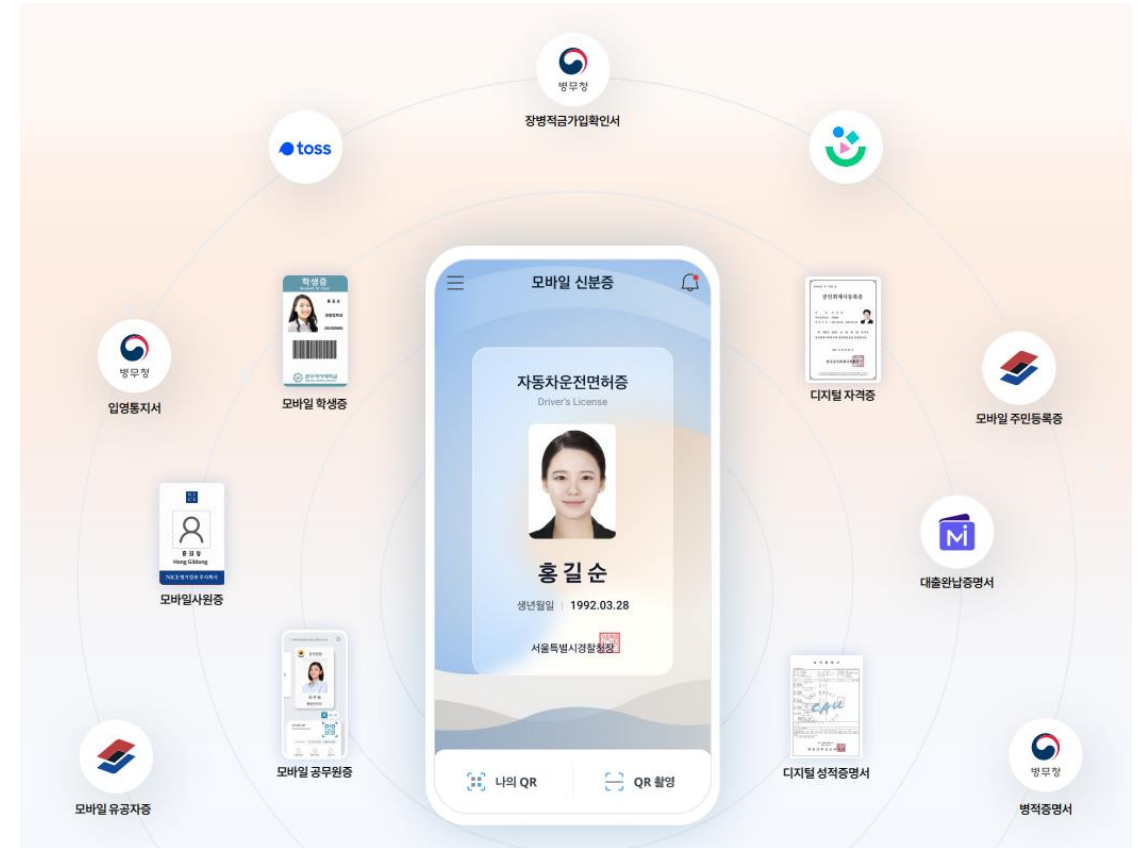 병무청
장병적금가입확인서
toss
모바일 신분증
자동차운전면허증
Driver's License
홍길순
생년월일 | 1992.03.28
서울특별시경찰청장
나의 QR
QR 촬영
학생증
모바일 학생증
디지털 자격증
병무청
입영통지서
모바일 주민등록증
홍길동
Hong Gildong
모바일사원증
Mi
대출완납증명서
모바일 공무원증
CAU
디지털 성적증명서
모바일 유공자증
병무청
병적증명서